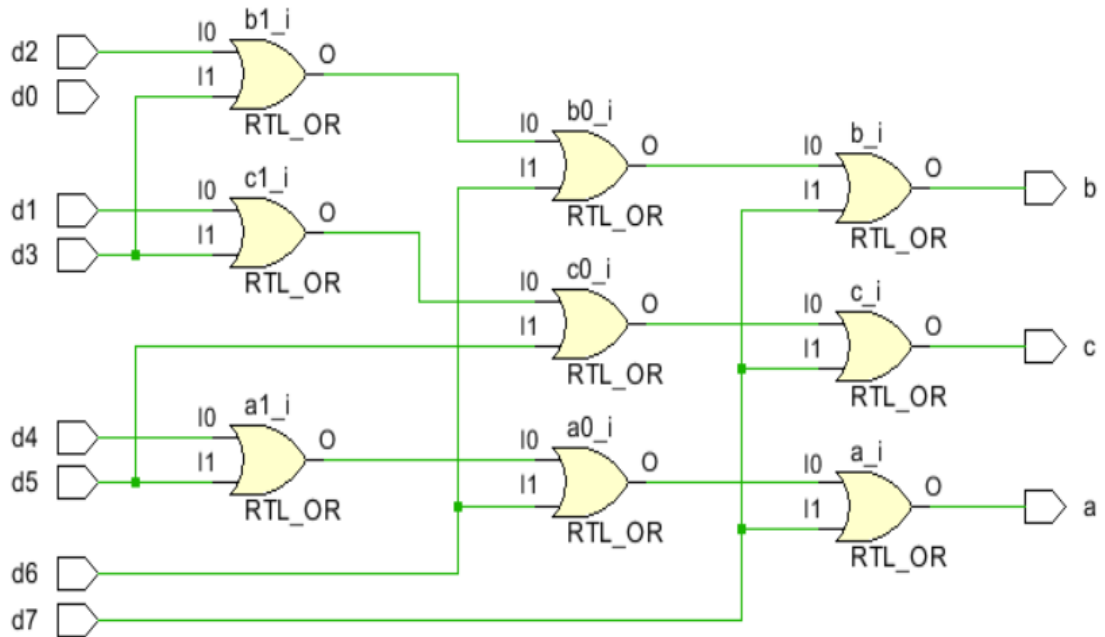 b1_i
d2
I0
O
I1
d0
RTL_OR
b0_i
I0
O
I1
RTL_OR
b_i
I0
O
I1
b
RTL_OR
c1_i
d1
I0
O
I1
d3
RTL_OR
c0_i
I0
O
I1
RTL_OR
c_i
I0
O
I1
c
RTL_OR
a1_i
d4
I0
O
I1
d5
RTL_OR
a0_i
I0
O
I1
RTL_OR
a_i
I0
O
I1
a
RTL_OR
d6
d7